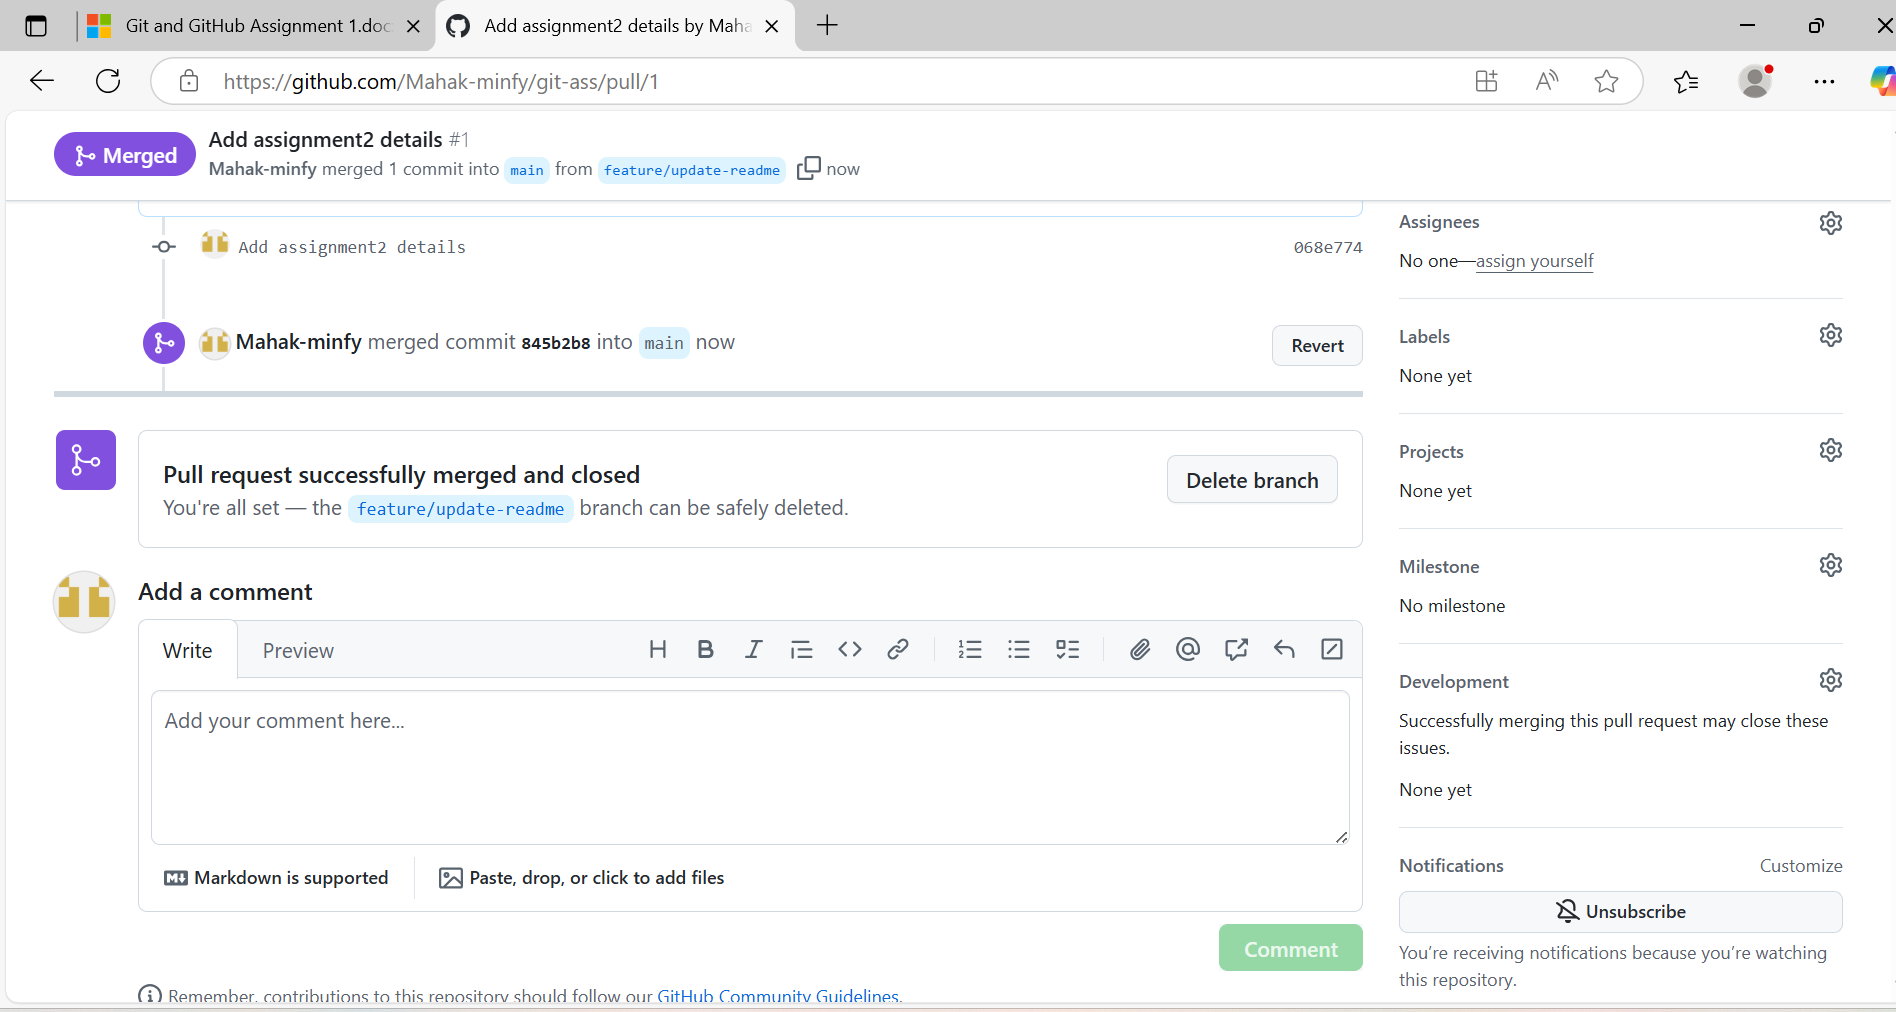 Git and GitHub Assignment 1.doc
Add assignment2 details by Maha
https://github.com/Mahak-minfy/git-ass/pull/1
Merged
Add assignment2 details #1
Mahak-minfy merged 1 commit into main from feature/update-readme now
Add assignment2 details 068e774
Mahak-minfy merged commit 845b2b8 into main now
Revert
Pull request successfully merged and closed
You're all set — the feature/update-readme branch can be safely deleted.
Delete branch
Add a comment
Write Preview
Add your comment here...
Markdown is supported
Paste, drop, or click to add files
Comment
Remember, contributions to this repository should follow our GitHub Community Guidelines.
Assignees
No one—assign yourself
Labels
None yet
Projects
None yet
Milestone
No milestone
Development
Successfully merging this pull request may close these
issues.
None yet
Notifications Customize
Unsubscribe
You're receiving notifications because you're watching
this repository.